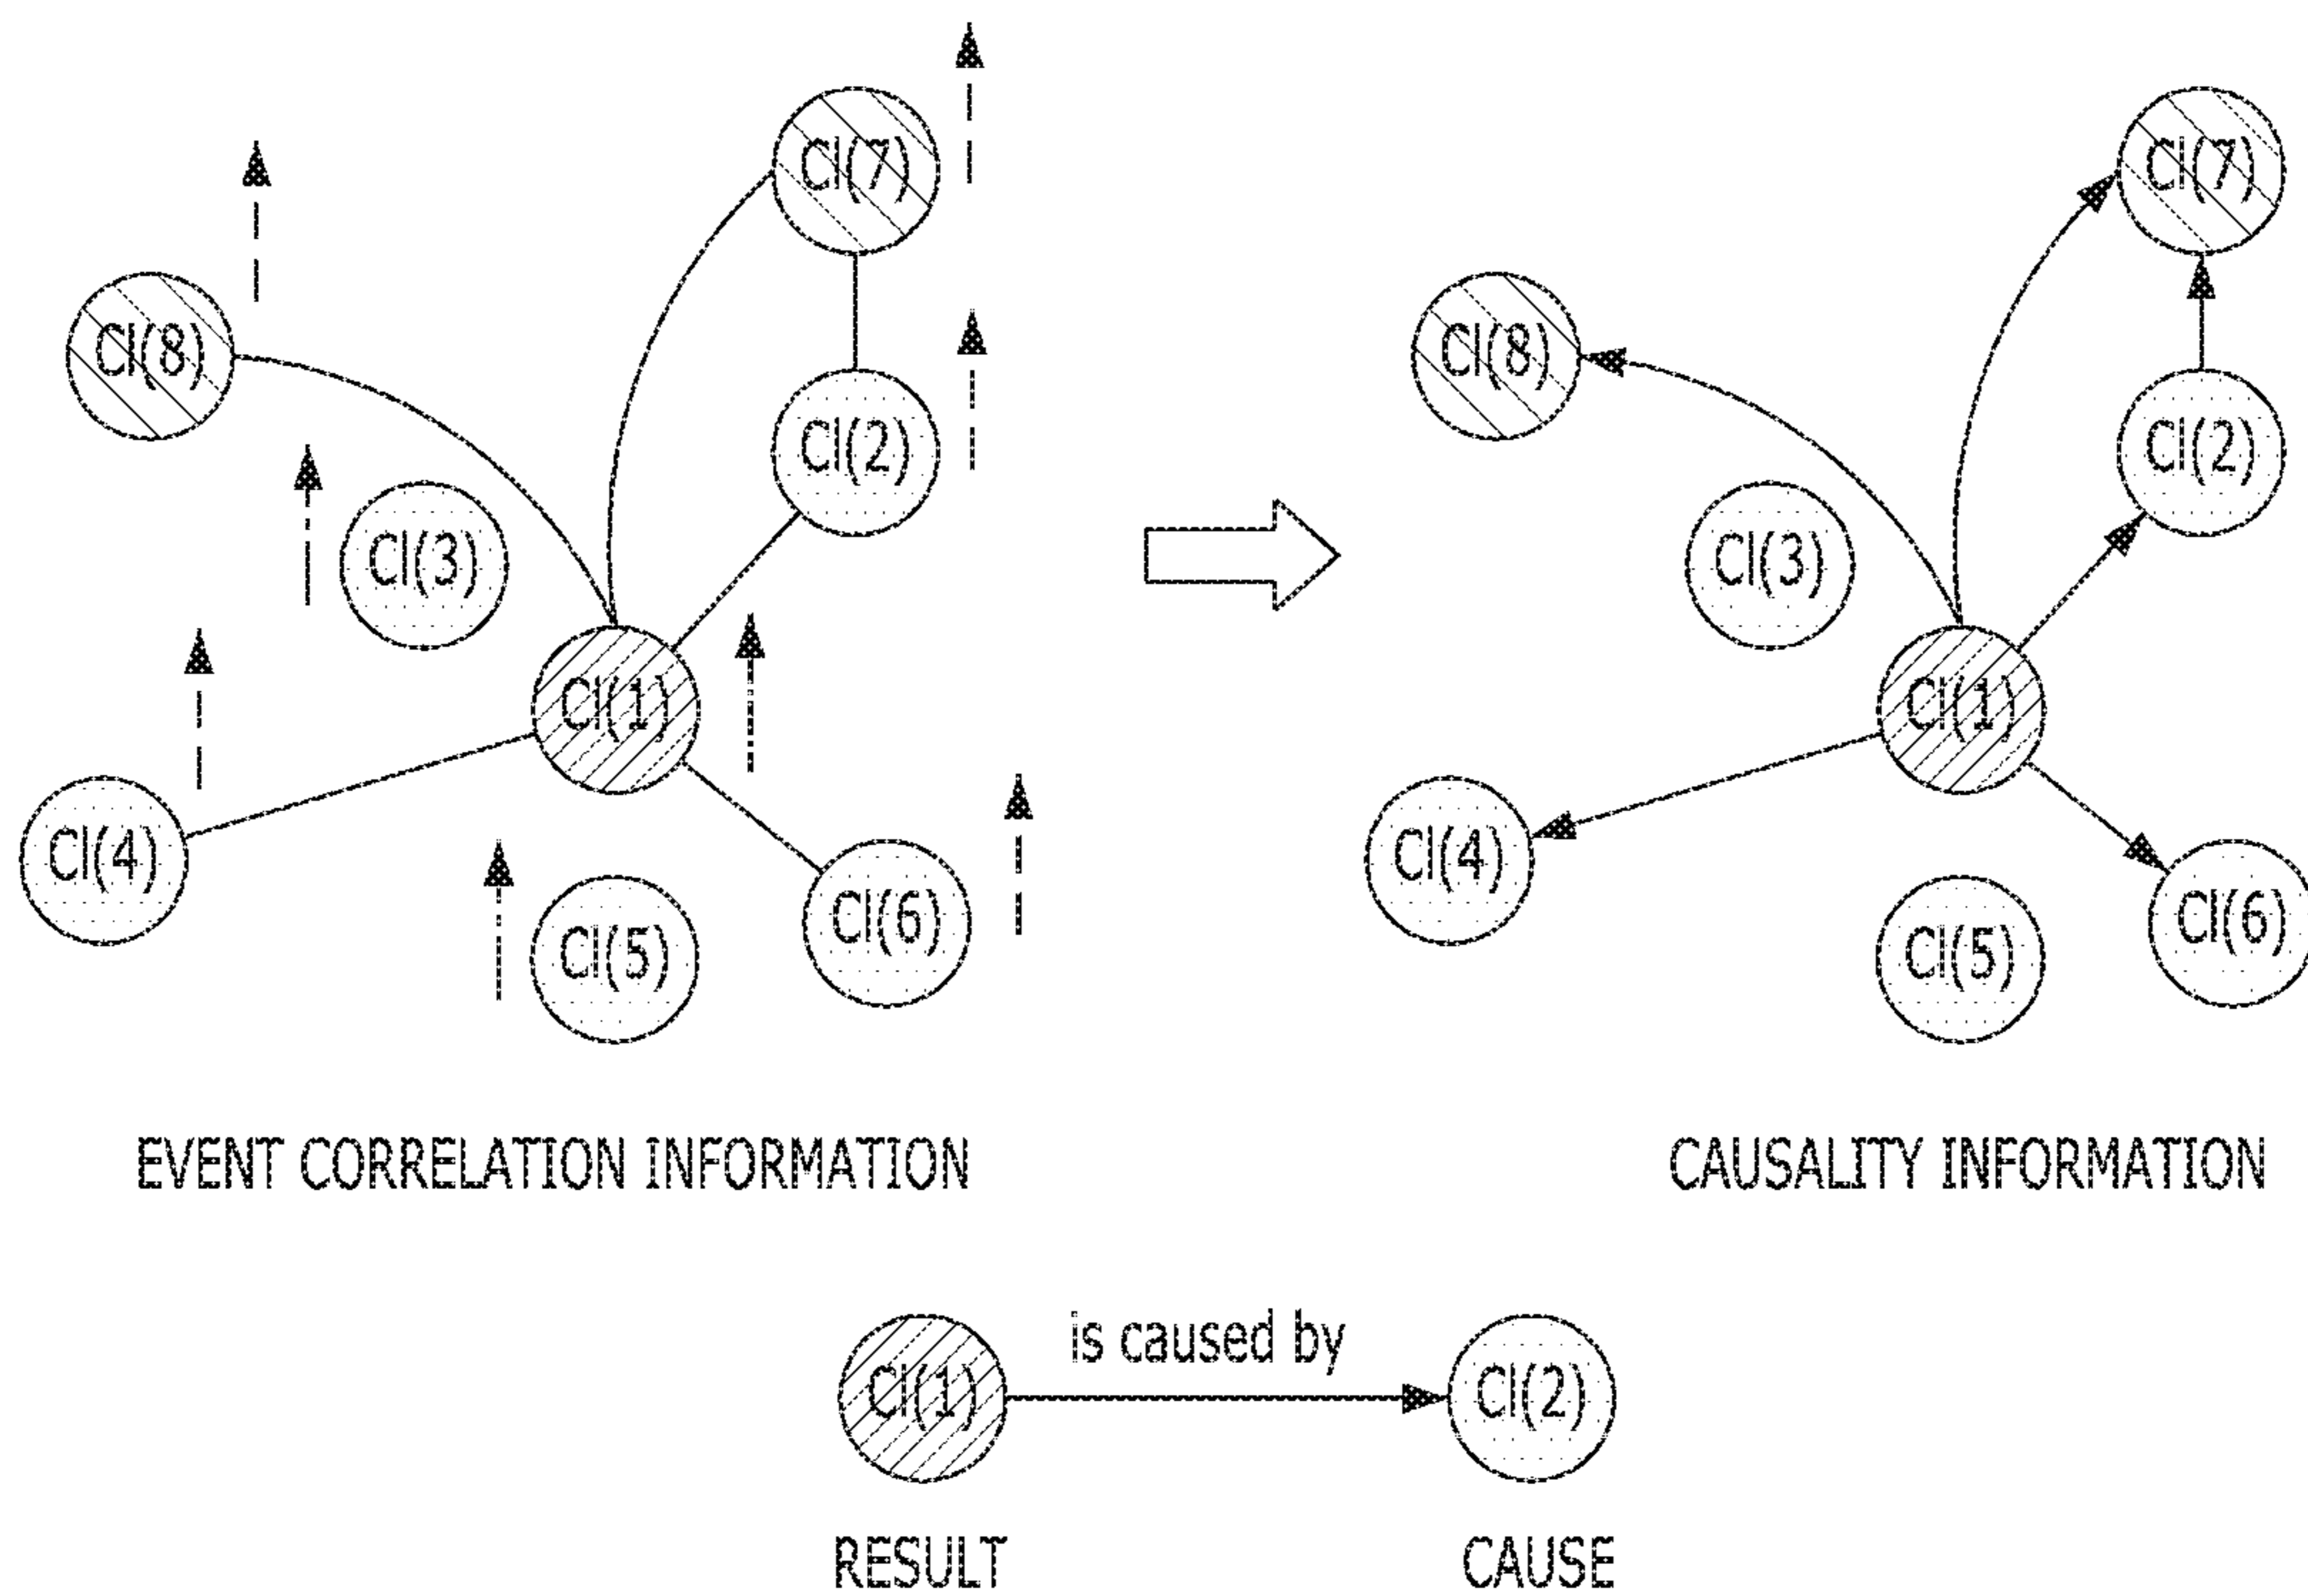 CI(7)
CI(8)
CI(2)
CI(3)
CI(1)
CI(4)
CI(6)
CI(5)
EVENT CORRELATION INFORMATION
CI(7)
CI(8)
CI(2)
CI(3)
CI(1)
CI(4)
CI(6)
CI(5)
CAUSALITY INFORMATION
CI(1)
is caused by
CI(2)
RESULT
CAUSE